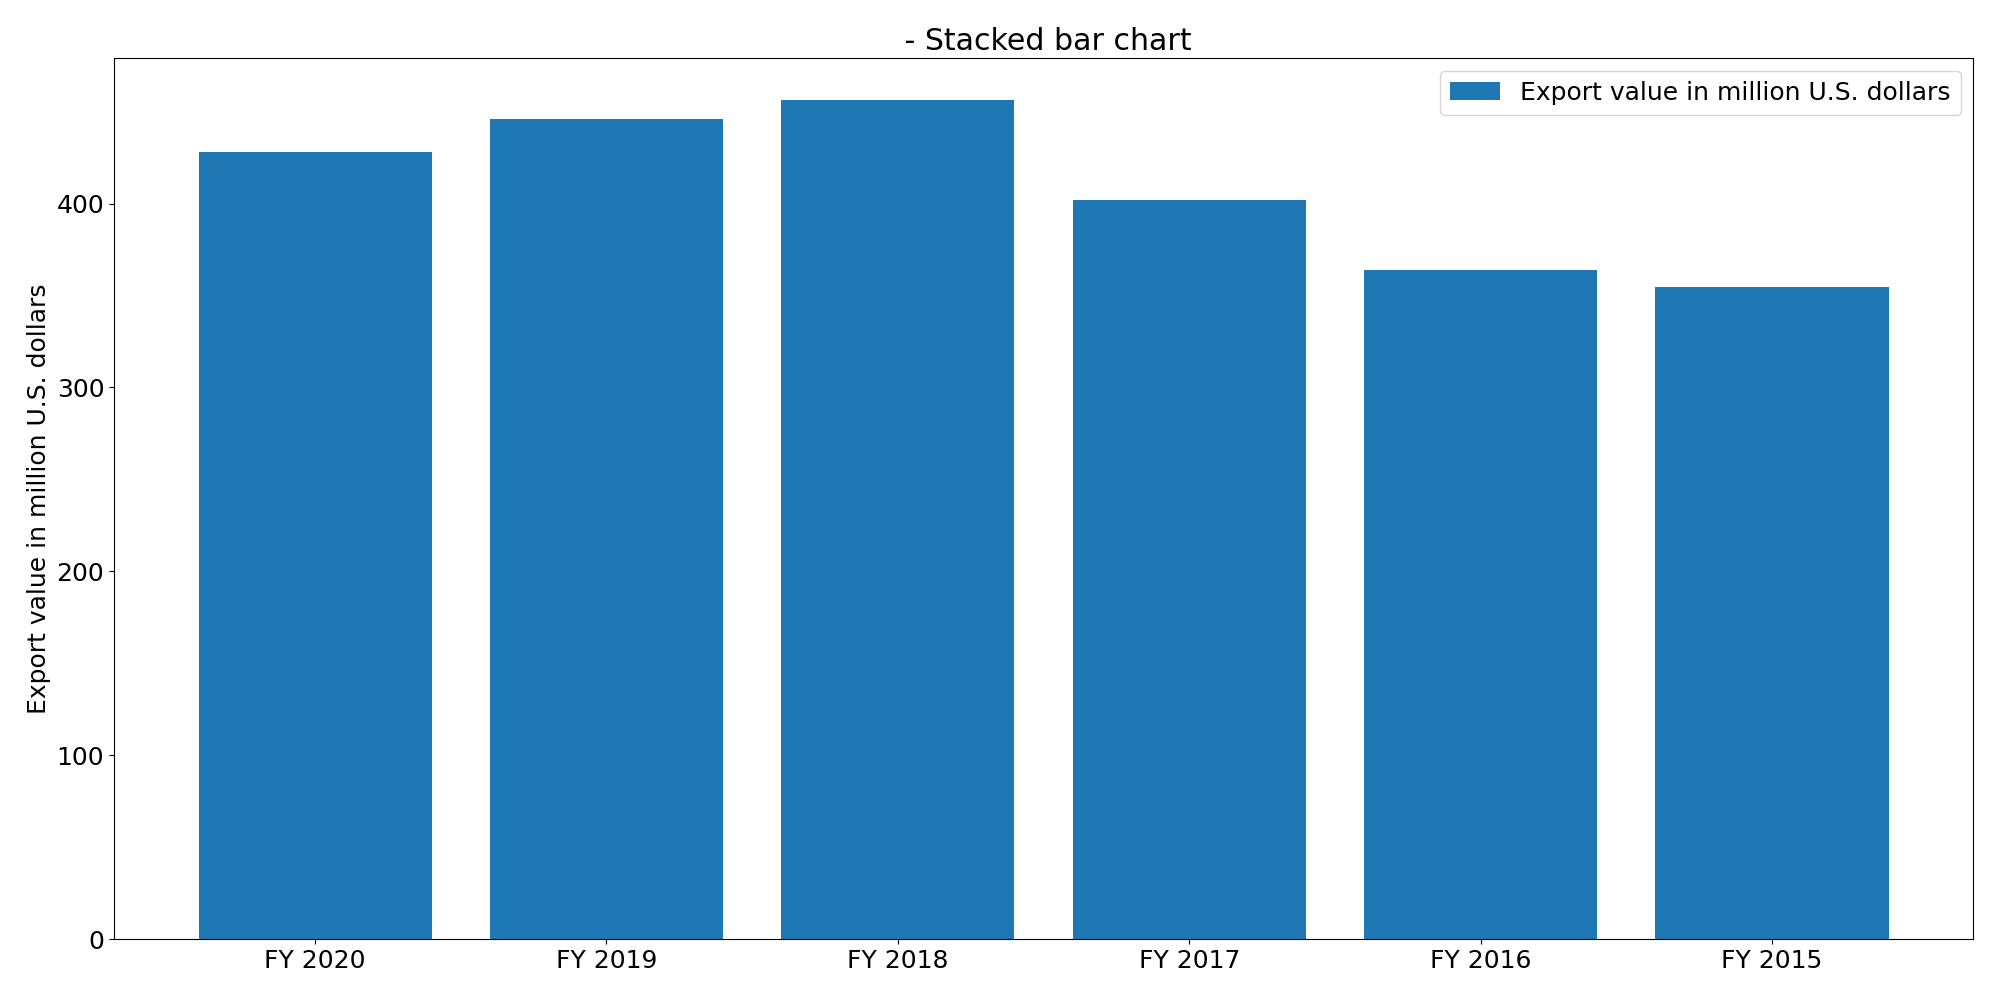 - Stacked bar chart
Export value in million U.S. dollars
Export value in million U.S. dollars
400
300
200
100
0
FY 2020 FY 2019 FY 2018 FY 2017 FY 2016 FY 2015